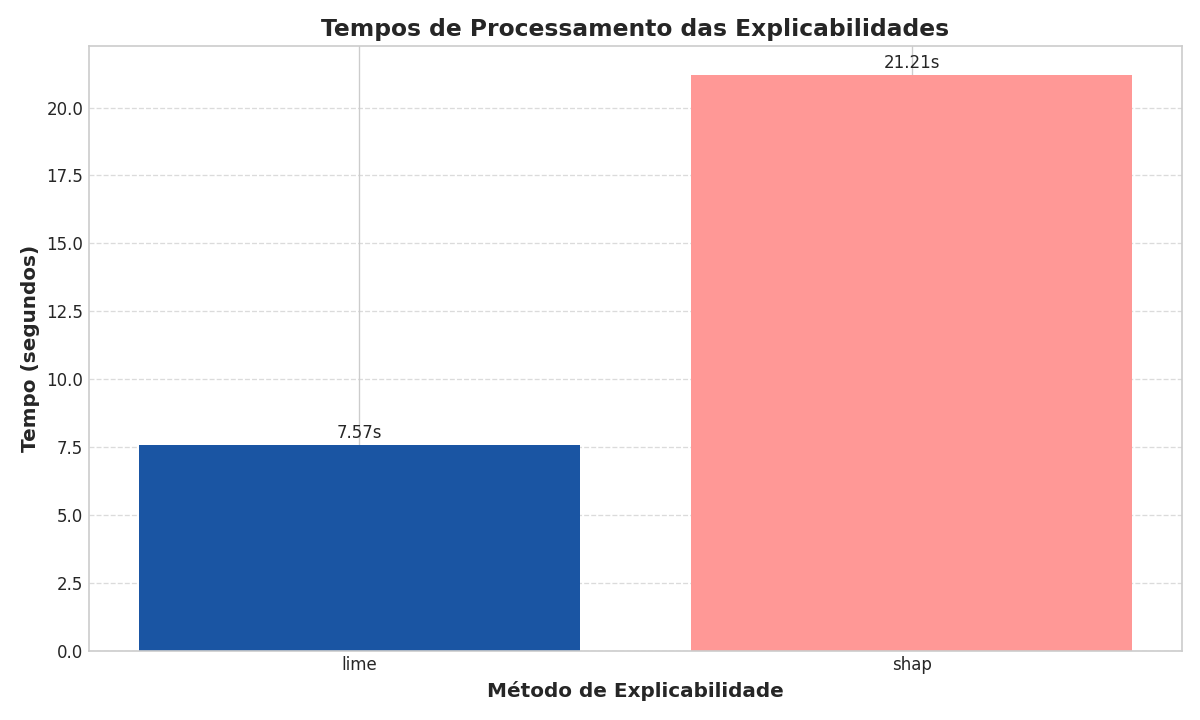 Tempos de Processamento das Explicabilidades
21.21s
20.0
17.5
15.0
12.5
10.0
7.57s
7.5
5.0
2.5
0.0
Tempo (segundos)
lime
shap
Método de Explicabilidade